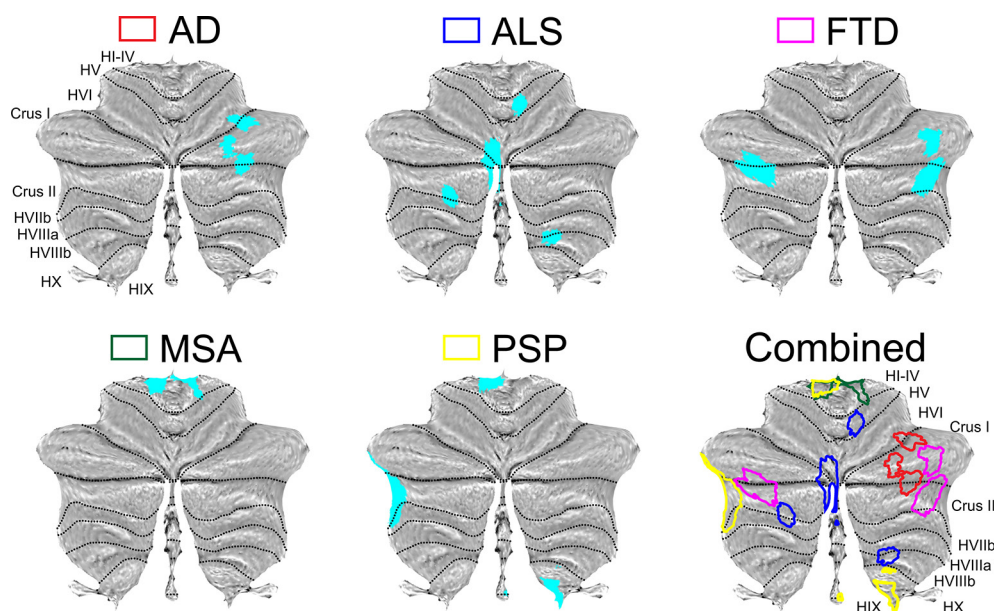 AD
ALS
FTD
HI-IV
HV
HVI
Crus I
Crus II
HVIIb
HVIIIa
HVIIIb
HX
HIX
MSA
PSP
Combined
HI-IV
HV
HVI
Crus I
Crus II
HVIIb
HVIIIa
HVIIIb
HIX
HX